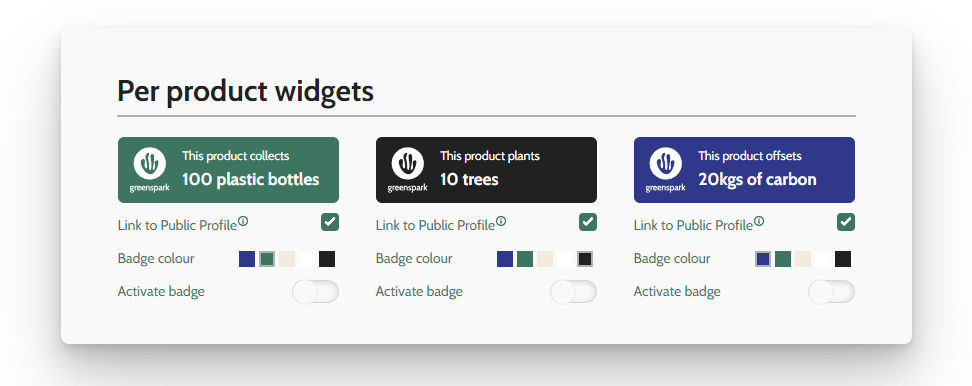 Per product widgets
This product collects
100 plastic bottles
greenspark
Link to Public Profile
Badge colour
Activate badge
This product plants
10 trees
greenspark
Link to Public Profile
Badge colour
Activate badge
This product offsets
20kgs of carbon
greenspark
Link to Public Profile
Badge colour
Activate badge